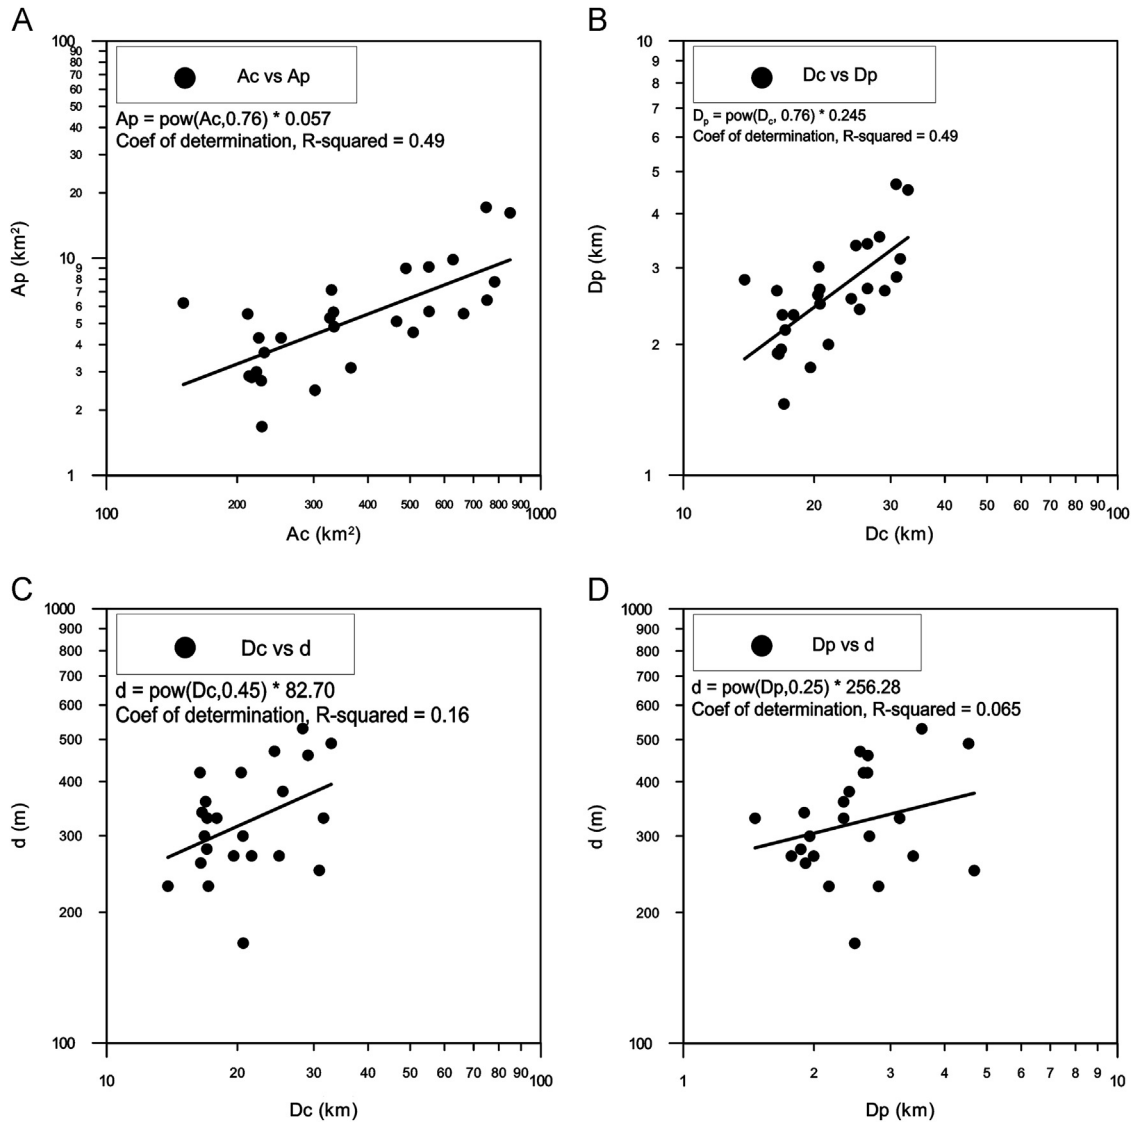 A
100
90
80
70
60
50
40
30
20
10
9
8
7
6
5
4
3
2
1
Ap (km²)
Ac vs Ap
Ap = pow(Ac,0.76) * 0.057
Coef of determination, R-squared = 0.49
100 200 300 400 500 600 700 800 900 1000
Ac (km²)
B
10
9
8
7
6
5
4
3
2
1
Dp (km)
Dc vs Dp
Dₚ = pow(D꜀, 0.76) * 0.245
Coef of determination, R-squared = 0.49
10 20 30 40 50 60 70 80 90 100
Dc (km)
C
1000
900
800
700
600
500
400
300
200
100
d (m)
Dc vs d
d = pow(Dc,0.45) * 82.70
Coef of determination, R-squared = 0.16
10 20 30 40 50 60 70 80 90 100
Dc (km)
D
1000
900
800
700
600
500
400
300
200
100
d (m)
Dp vs d
d = pow(Dp,0.25) * 256.28
Coef of determination, R-squared = 0.065
1 2 3 4 5 6 7 8 9 10
Dp (km)